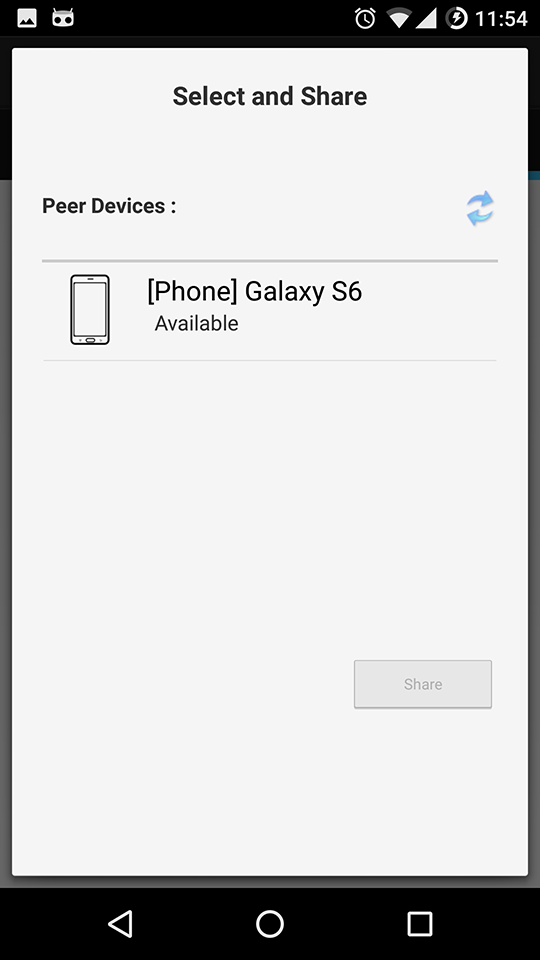 11:54
Select and Share
Peer Devices :
[Phone] Galaxy S6
Available
Share